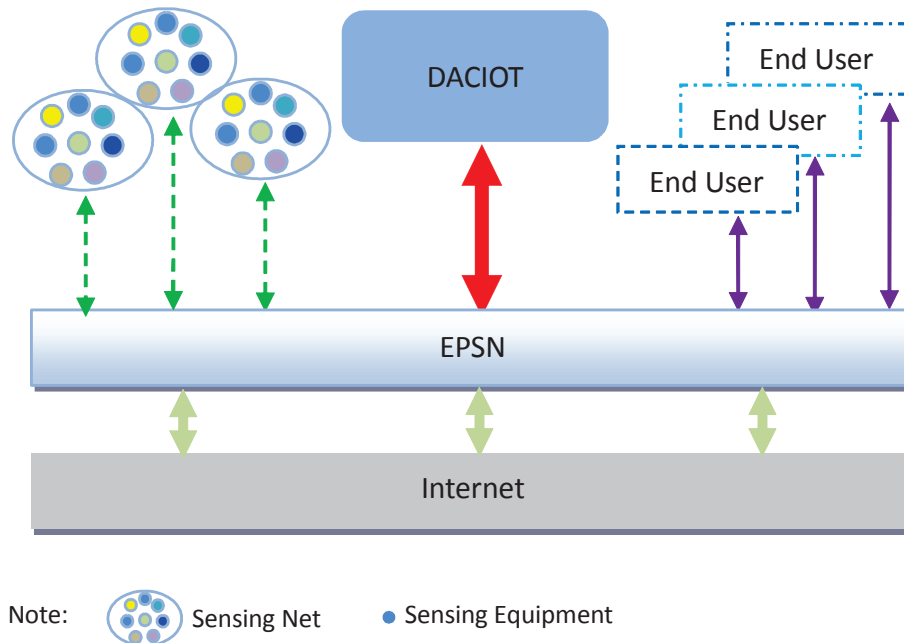 DACIOT
End User
End User
End User
EPSN
Internet
Note:
Sensing Net
Sensing Equipment